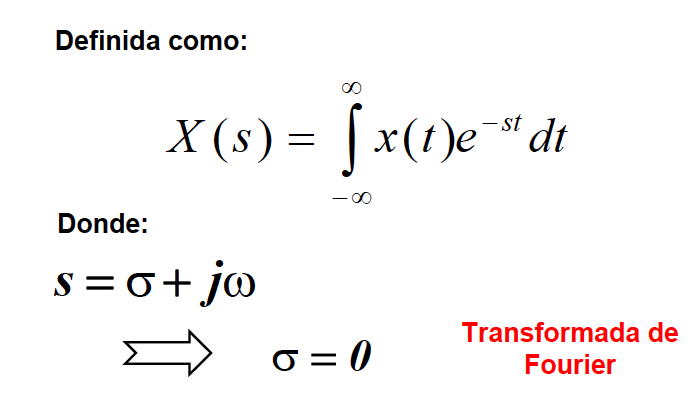 Definida como:
X(s) = ∫_{-∞}^{∞} x(t)e^{-st} dt
Donde:
s = σ + jω
σ = 0
Transformada de
Fourier